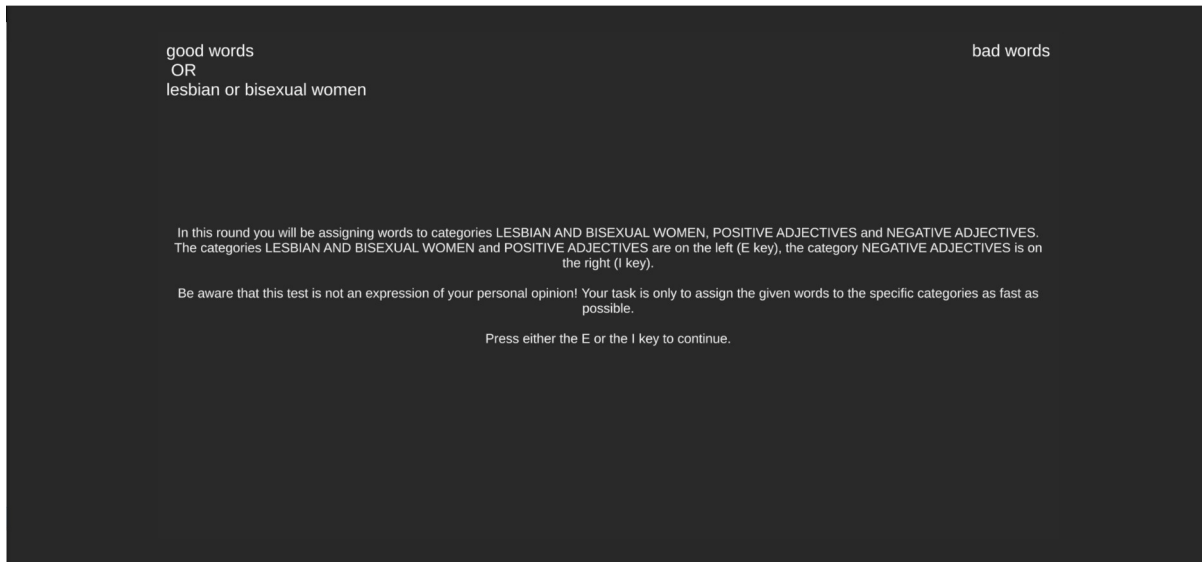 good words
OR
lesbian or bisexual women
bad words
In this round you will be assigning words to categories LESBIAN AND BISEXUAL WOMEN, POSITIVE ADJECTIVES and NEGATIVE ADJECTIVES.
The categories LESBIAN AND BISEXUAL WOMEN and POSITIVE ADJECTIVES are on the left (E key), the category NEGATIVE ADJECTIVES is on
the right (I key).
Be aware that this test is not an expression of your personal opinion! Your task is only to assign the given words to the specific categories as fast as
possible.
Press either the E or the I key to continue.